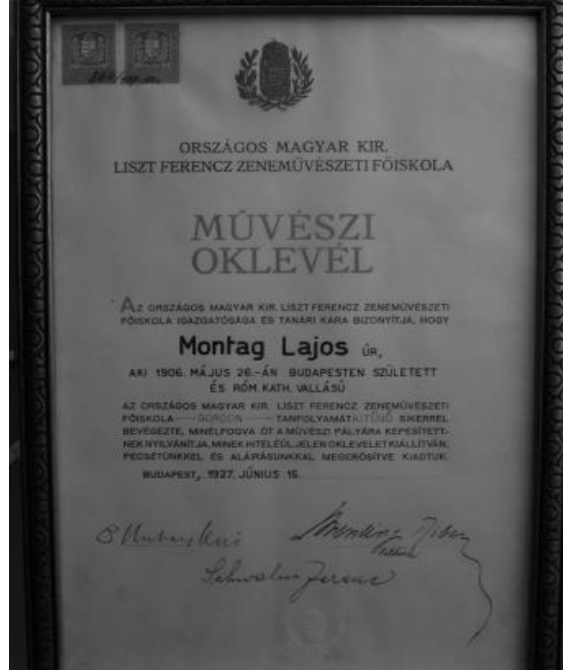 ORSZÁGOS MAGYAR KIR.
LISZT FERENCZ ZENEMŰVÉSZETI FŐISKOLA
MŰVÉSZI
OKLEVÉL
AZ ORSZÁGOS MAGYAR KIR. LISZT FERENCZ ZENEMŰVÉSZETI
FŐISKOLA IGAZGATÓSÁGA ÉS TANÁRI KARA BIZONYÍTJA, HOGY
Montag Lajos ÚR,
AKI 1906. MÁJUS 26.-ÁN BUDAPESTEN SZÜLETETT
ÉS RÓM. KATH. VALLÁSÚ
AZ ORSZÁGOS MAGYAR KIR. LISZT FERENCZ ZENEMŰVÉSZETI
FŐISKOLA GORDON TANFOLYAMÁT KITŰNŐ SIKERREL
BEVÉGEZTE, MINÉLFOGVA ŐT A MŰVÉSZI PÁLYÁRA KÉPESÍTETT-
NEK NYILVÁNÍTJA, MINEK HITELÉÜL JELEN OKLEVELET KIÁLLÍTVÁN,
PECSÉTÜNKKEL ÉS ALÁÍRÁSUNKKAL MEGERŐSÍTVE KIADTUK.
BUDAPEST, 1927. JÚNIUS 15.
Ferenc